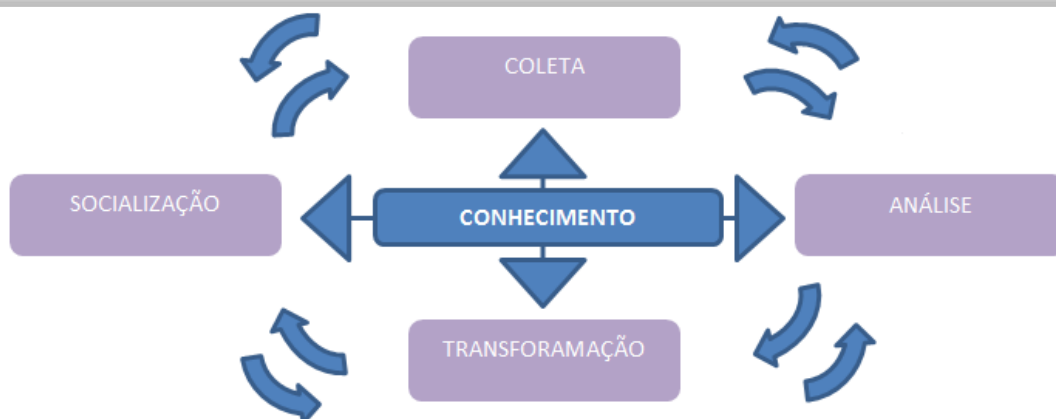 COLETA
SOCIALIZAÇÃO
CONHECIMENTO
ANÁLISE
TRANSFORAMAÇÃO